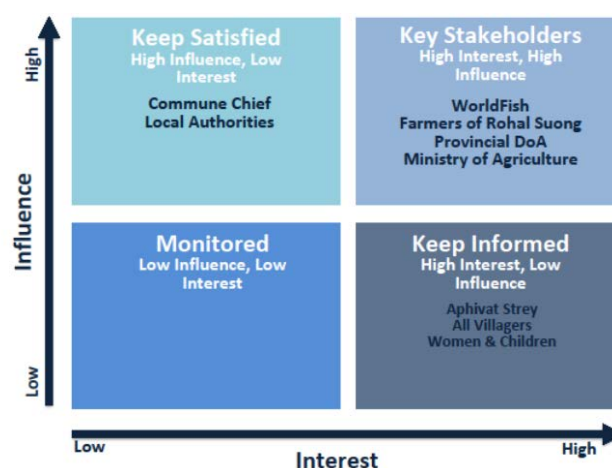 High
Keep Satisfied
High Influence, Low
Interest
Commune Chief
Local Authorities
Key Stakeholders
High Interest, High
Influence
WorldFish
Farmers of Rohal Suong
Provincial DoA
Ministry of Agriculture
Influence
Monitored
Low Influence, Low
Interest
Keep Informed
High Interest, Low
Influence
Aphivat Strey
All Villagers
Women & Children
Low
Low
Interest
High